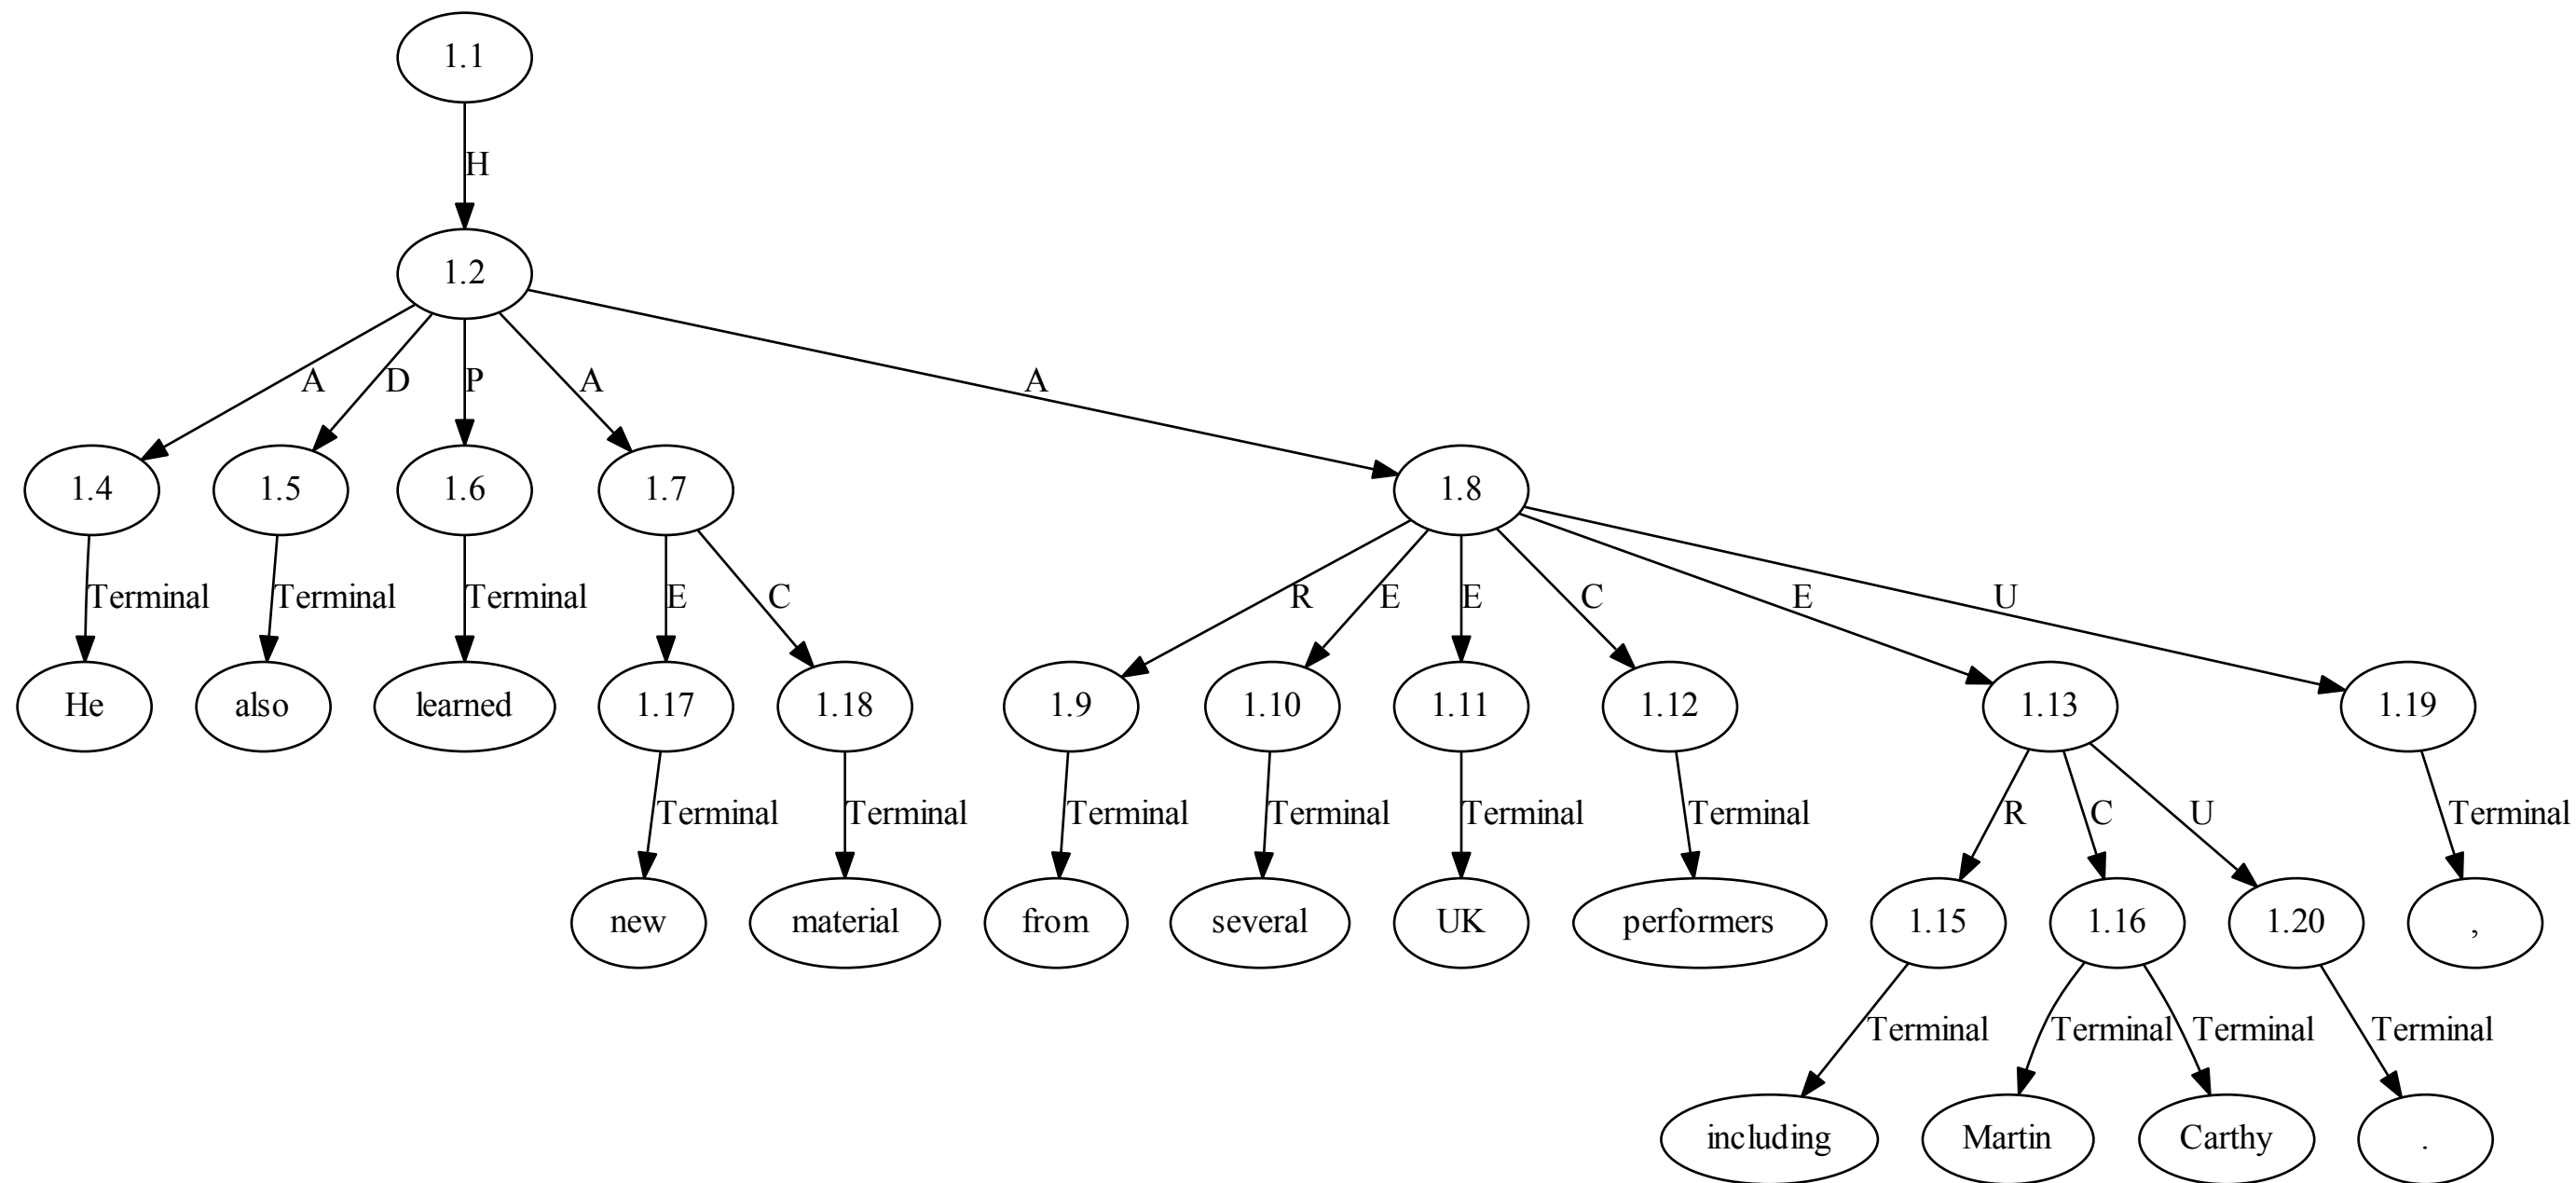 1.1
H
1.2
A D P A A
1.4 1.5 1.6 1.7 1.8
Terminal Terminal Terminal E C R E E C E U
He also learned 1.17 1.18 1.9 1.10 1.11 1.12 1.13 1.19
Terminal Terminal Terminal Terminal Terminal Terminal R C U Terminal
new material from several UK performers 1.15 1.16 1.20 ,
Terminal Terminal Terminal Terminal
including Martin Carthy .